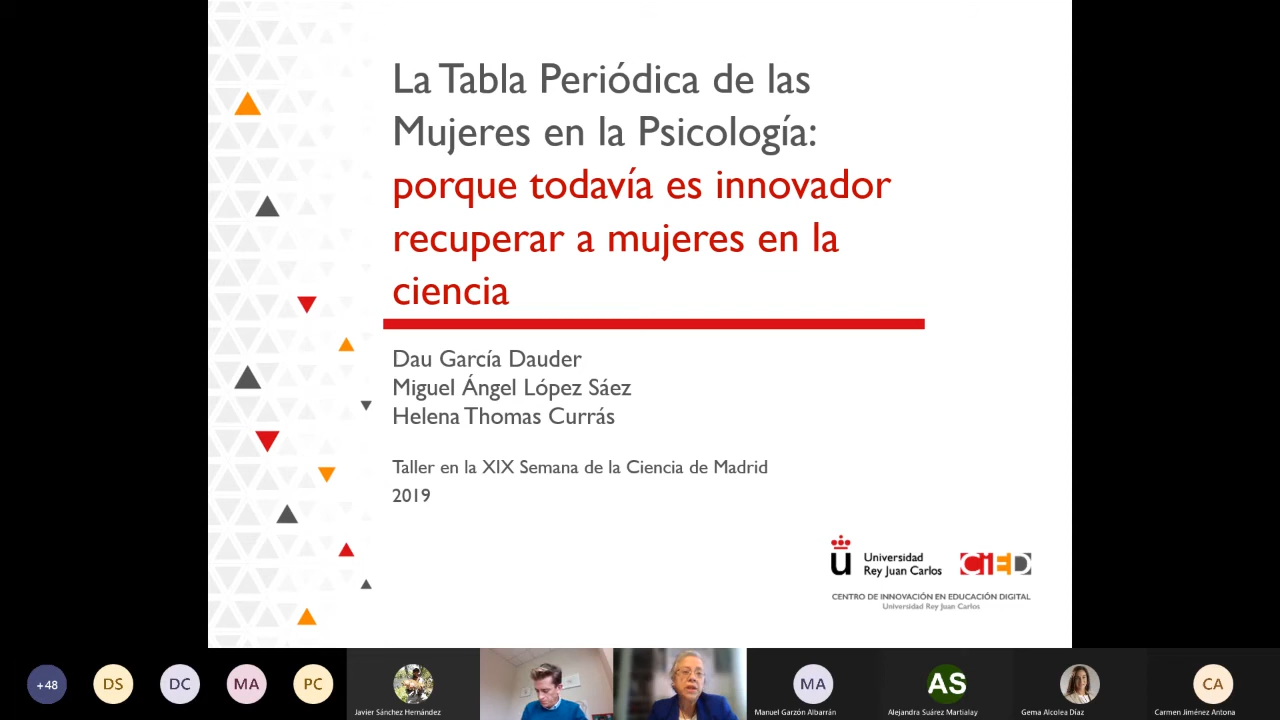 La Tabla Periódica de las
Mujeres en la Psicología:
porque todavía es innovador
recuperar a mujeres en la
ciencia
Dau García Dauder
Miguel Ángel López Sáez
Helena Thomas Currás
Taller en la XIX Semana de la Ciencia de Madrid
2019
Universidad
Rey Juan Carlos
CiED
CENTRO DE INNOVACIÓN EN EDUCACIÓN DIGITAL
Universidad Rey Juan Carlos
+48
DS
DC
MA
PC
Javier Sánchez Hernández
MA
Manuel Garzón Albarrán
AS
Alejandra Suárez Martialay
Gema Alcolea Díaz
CA
Carmen Jiménez Antona